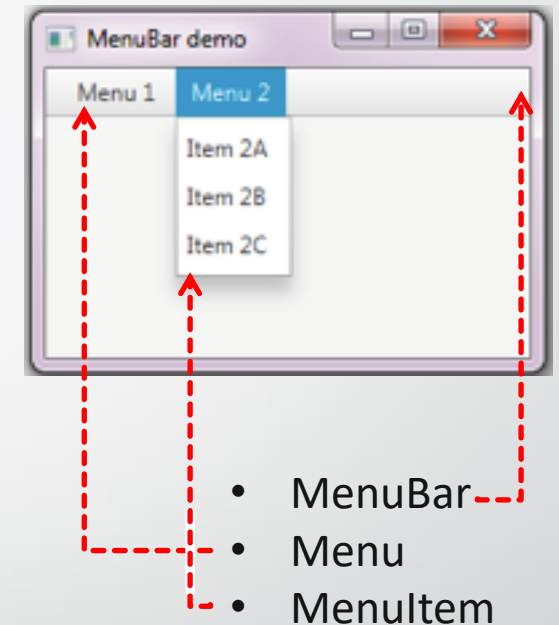 MenuBar demo
Menu 1 Menu 2
Item 2A
Item 2B
Item 2C
• MenuBar
• Menu
• MenuItem